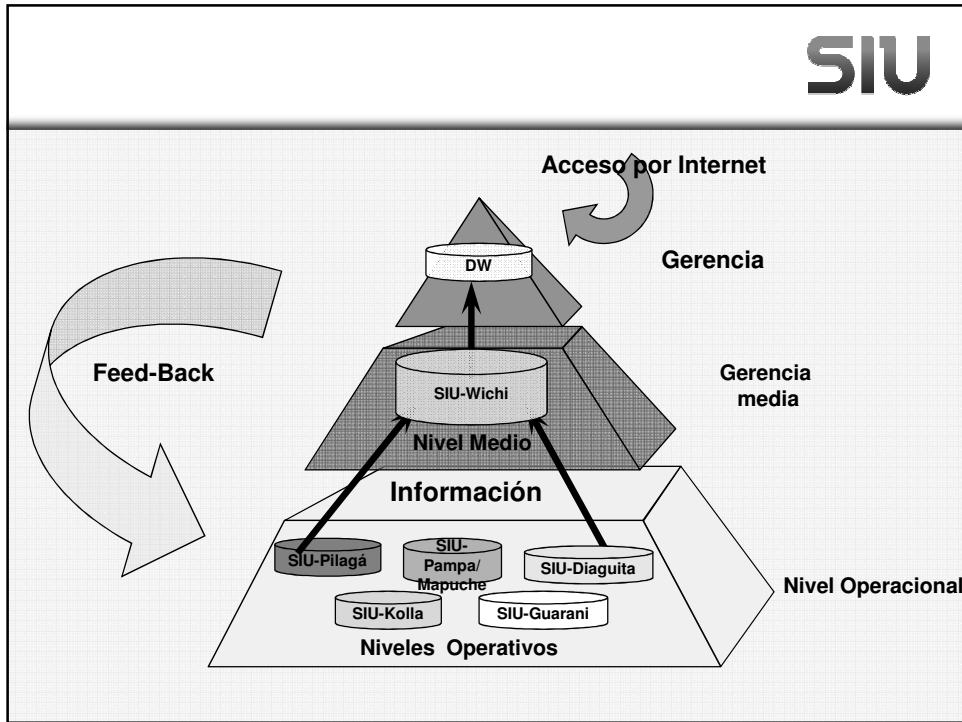 SIU
Acceso por Internet
DW
Gerencia
Feed-Back
SIU-Wichi
Gerencia
media
Nivel Medio
Información
SIU-Pilagá
SIU-
Pampa/
Mapuche
SIU-Diaguita
Nivel Operacional
SIU-Kolla
SIU-Guarani
Niveles Operativos